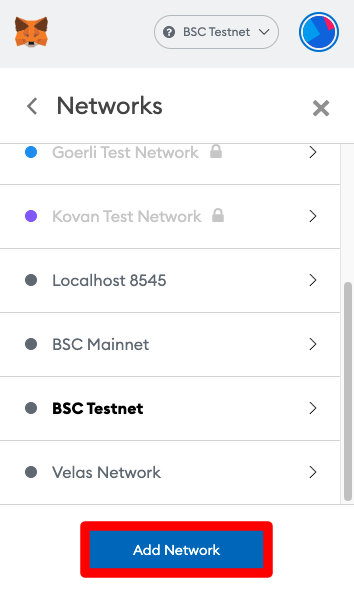 BSC Testnet
Networks
Goerli Test Network
Kovan Test Network
Localhost 8545
BSC Mainnet
BSC Testnet
Velas Network
Add Network